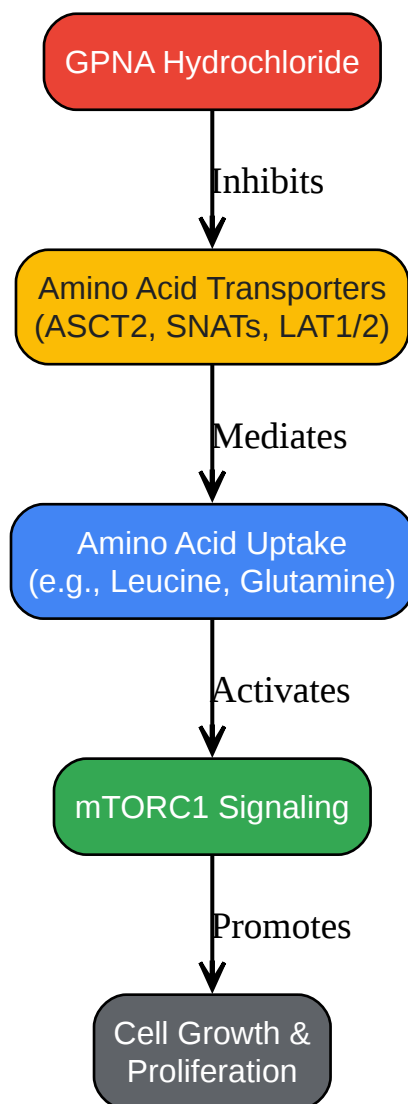 GPNA Hydrochloride
Inhibits
Amino Acid Transporters
(ASCT2, SNATs, LAT1/2)
Mediates
Amino Acid Uptake
(e.g., Leucine, Glutamine)
Activates
mTORC1 Signaling
Promotes
Cell Growth &
Proliferation